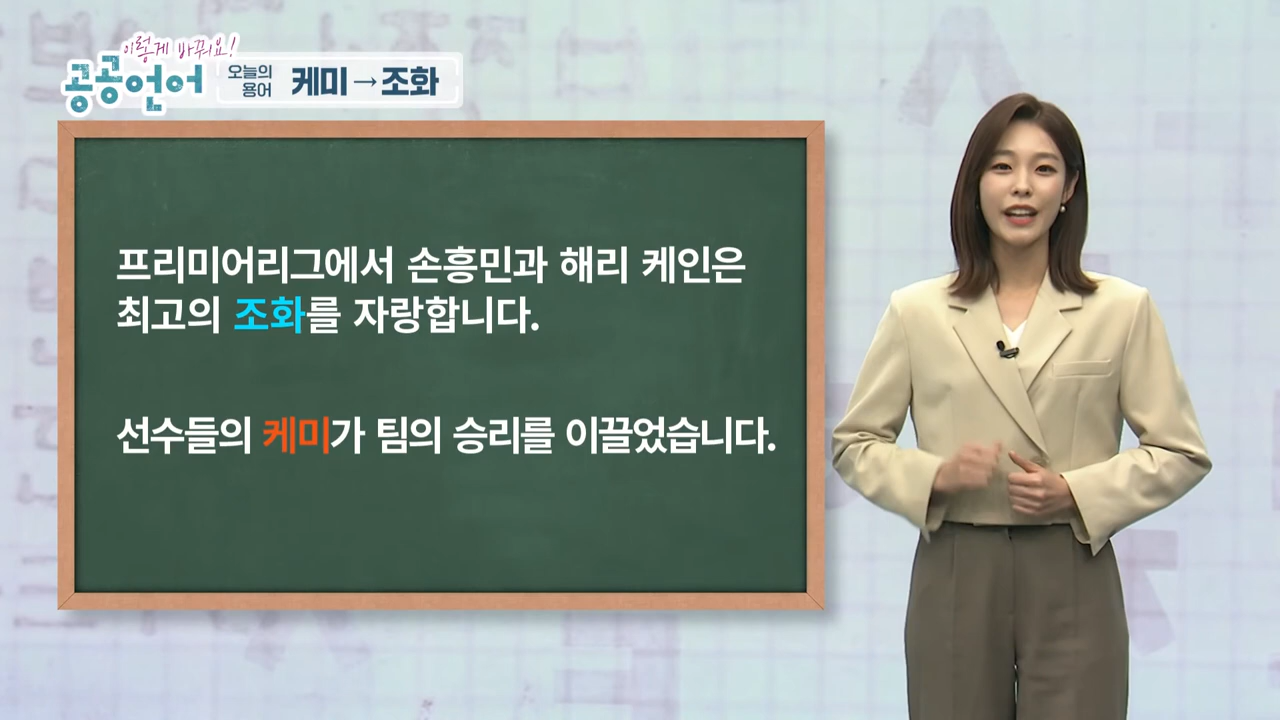 이렇게 바꿔요!
공공언어
오늘의
용어
케미→조화
프리미어리그에서 손흥민과 해리 케인은
최고의 조화를 자랑합니다.
선수들의 케미가 팀의 승리를 이끌었습니다.